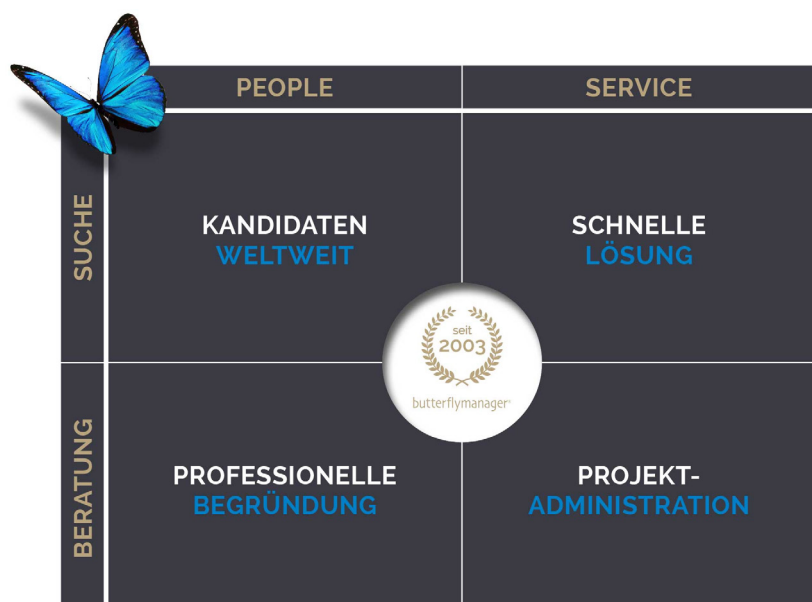 PEOPLE
SERVICE
SUCHE
KANDIDATEN
WELTWEIT
SCHNELLE
LÖSUNG
seit
2003
butterflymanager®
BERATUNG
PROFESSIONELLE
BEGRÜNDUNG
PROJEKT-
ADMINISTRATION